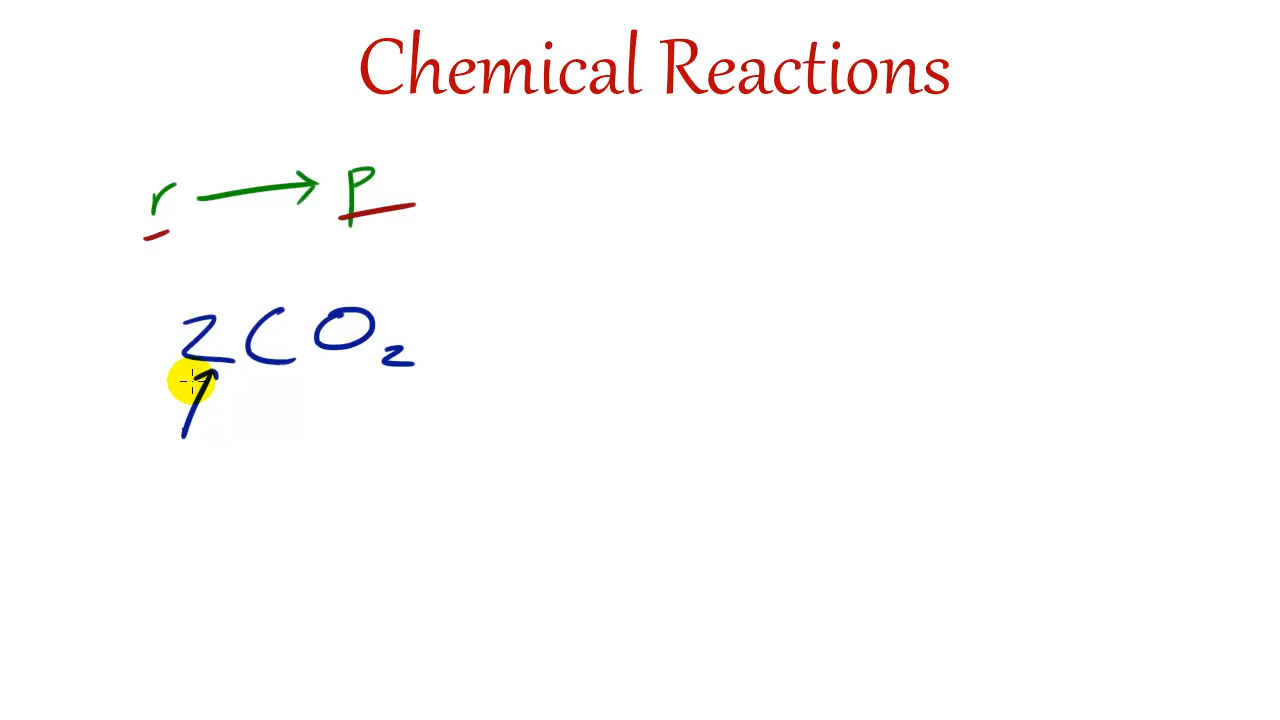 Chemical Reactions
r → P
2CO₂